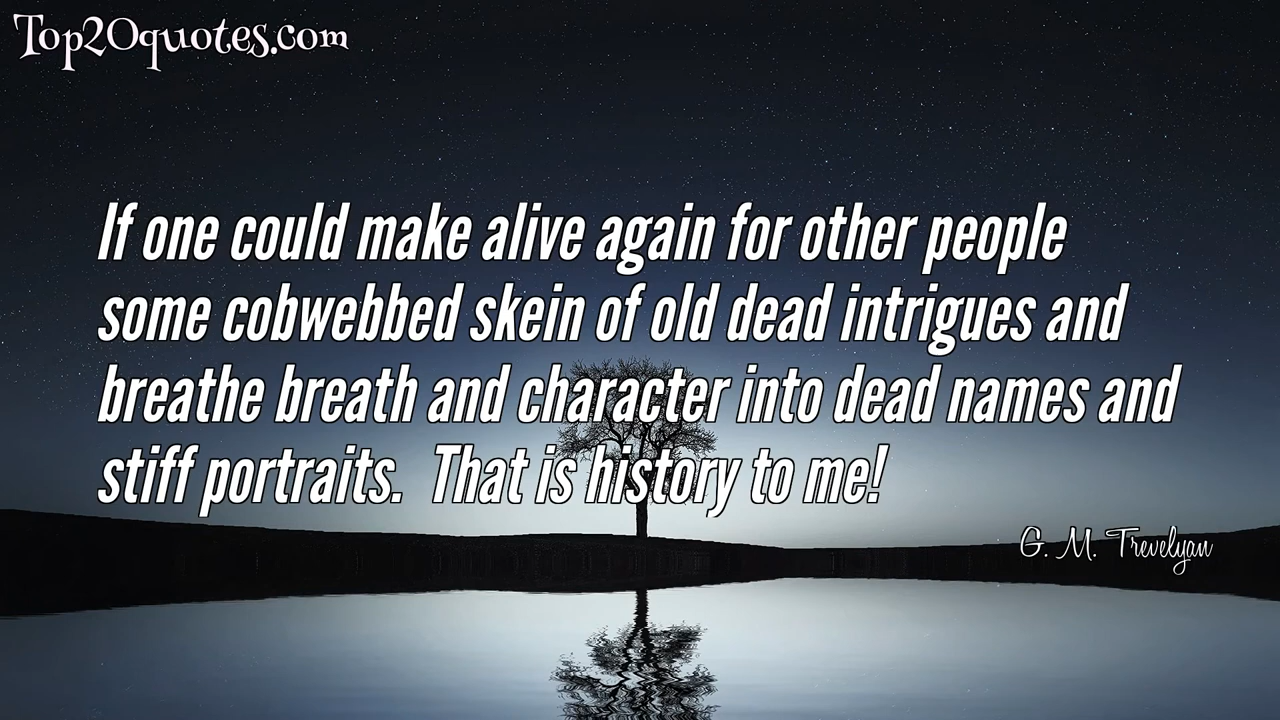 Top20quotes.com
If one could make alive again for other people
some cobwebbed skein of old dead intrigues and
breathe breath and character into dead names and
stiff portraits.  That is history to me!
G. M. Trevelyan